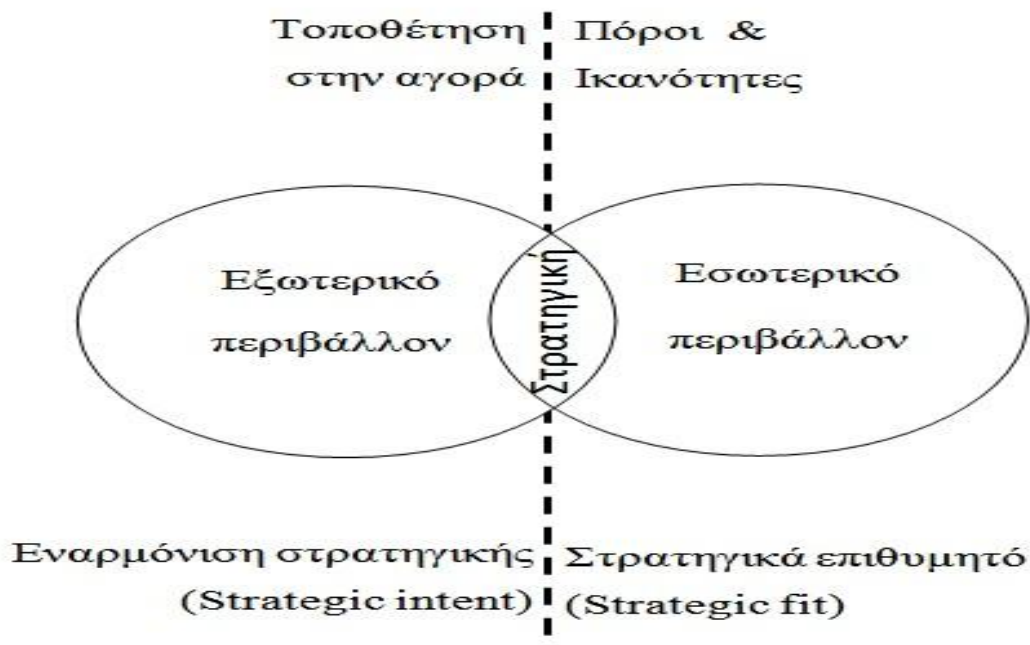 Τοποθέτηση
στην αγορά
Πόροι &
Ικανότητες
Εξωτερικό
περιβάλλον
Στρατηγική
Εσωτερικό
περιβάλλον
Εναρμόνιση στρατηγικής
(Strategic intent)
Στρατηγικά επιθυμητό
(Strategic fit)